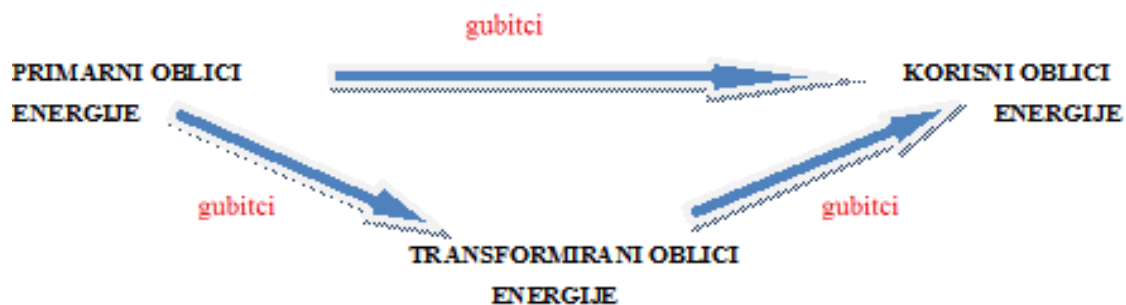 gubitci
PRIMARNI OBLICI
ENERGIJE
KORISNI OBLICI
ENERGIJE
gubitci
gubitci
TRANSFORMIRANI OBLICI
ENERGIJE